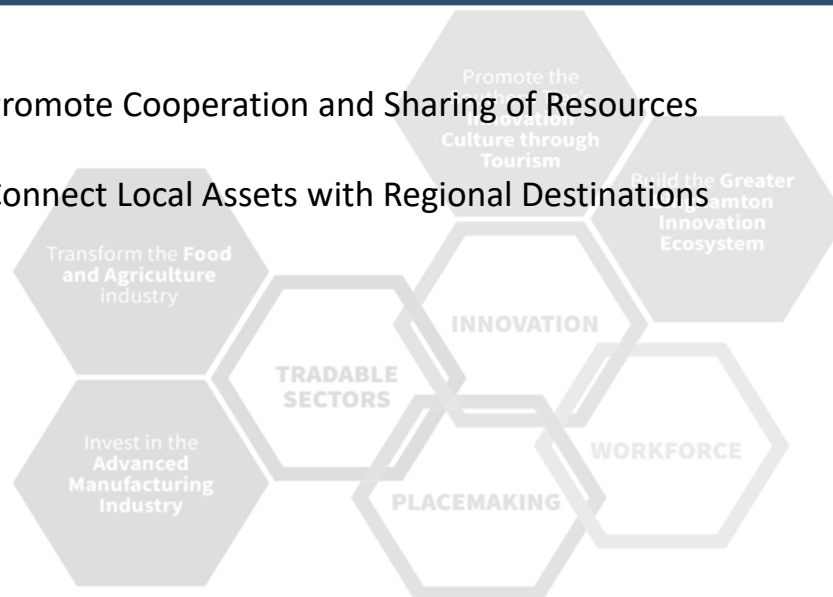 Promote Cooperation and Sharing of Resources
Connect Local Assets with Regional Destinations
Promote the
Innovation
Culture through
Tourism
Build the Greater
Innovation
Ecosystem
Transform the Food
and Agriculture
industry
INNOVATION
TRADABLE
SECTORS
Invest in the
Advanced
Manufacturing
Industry
WORKFORCE
PLACEMAKING